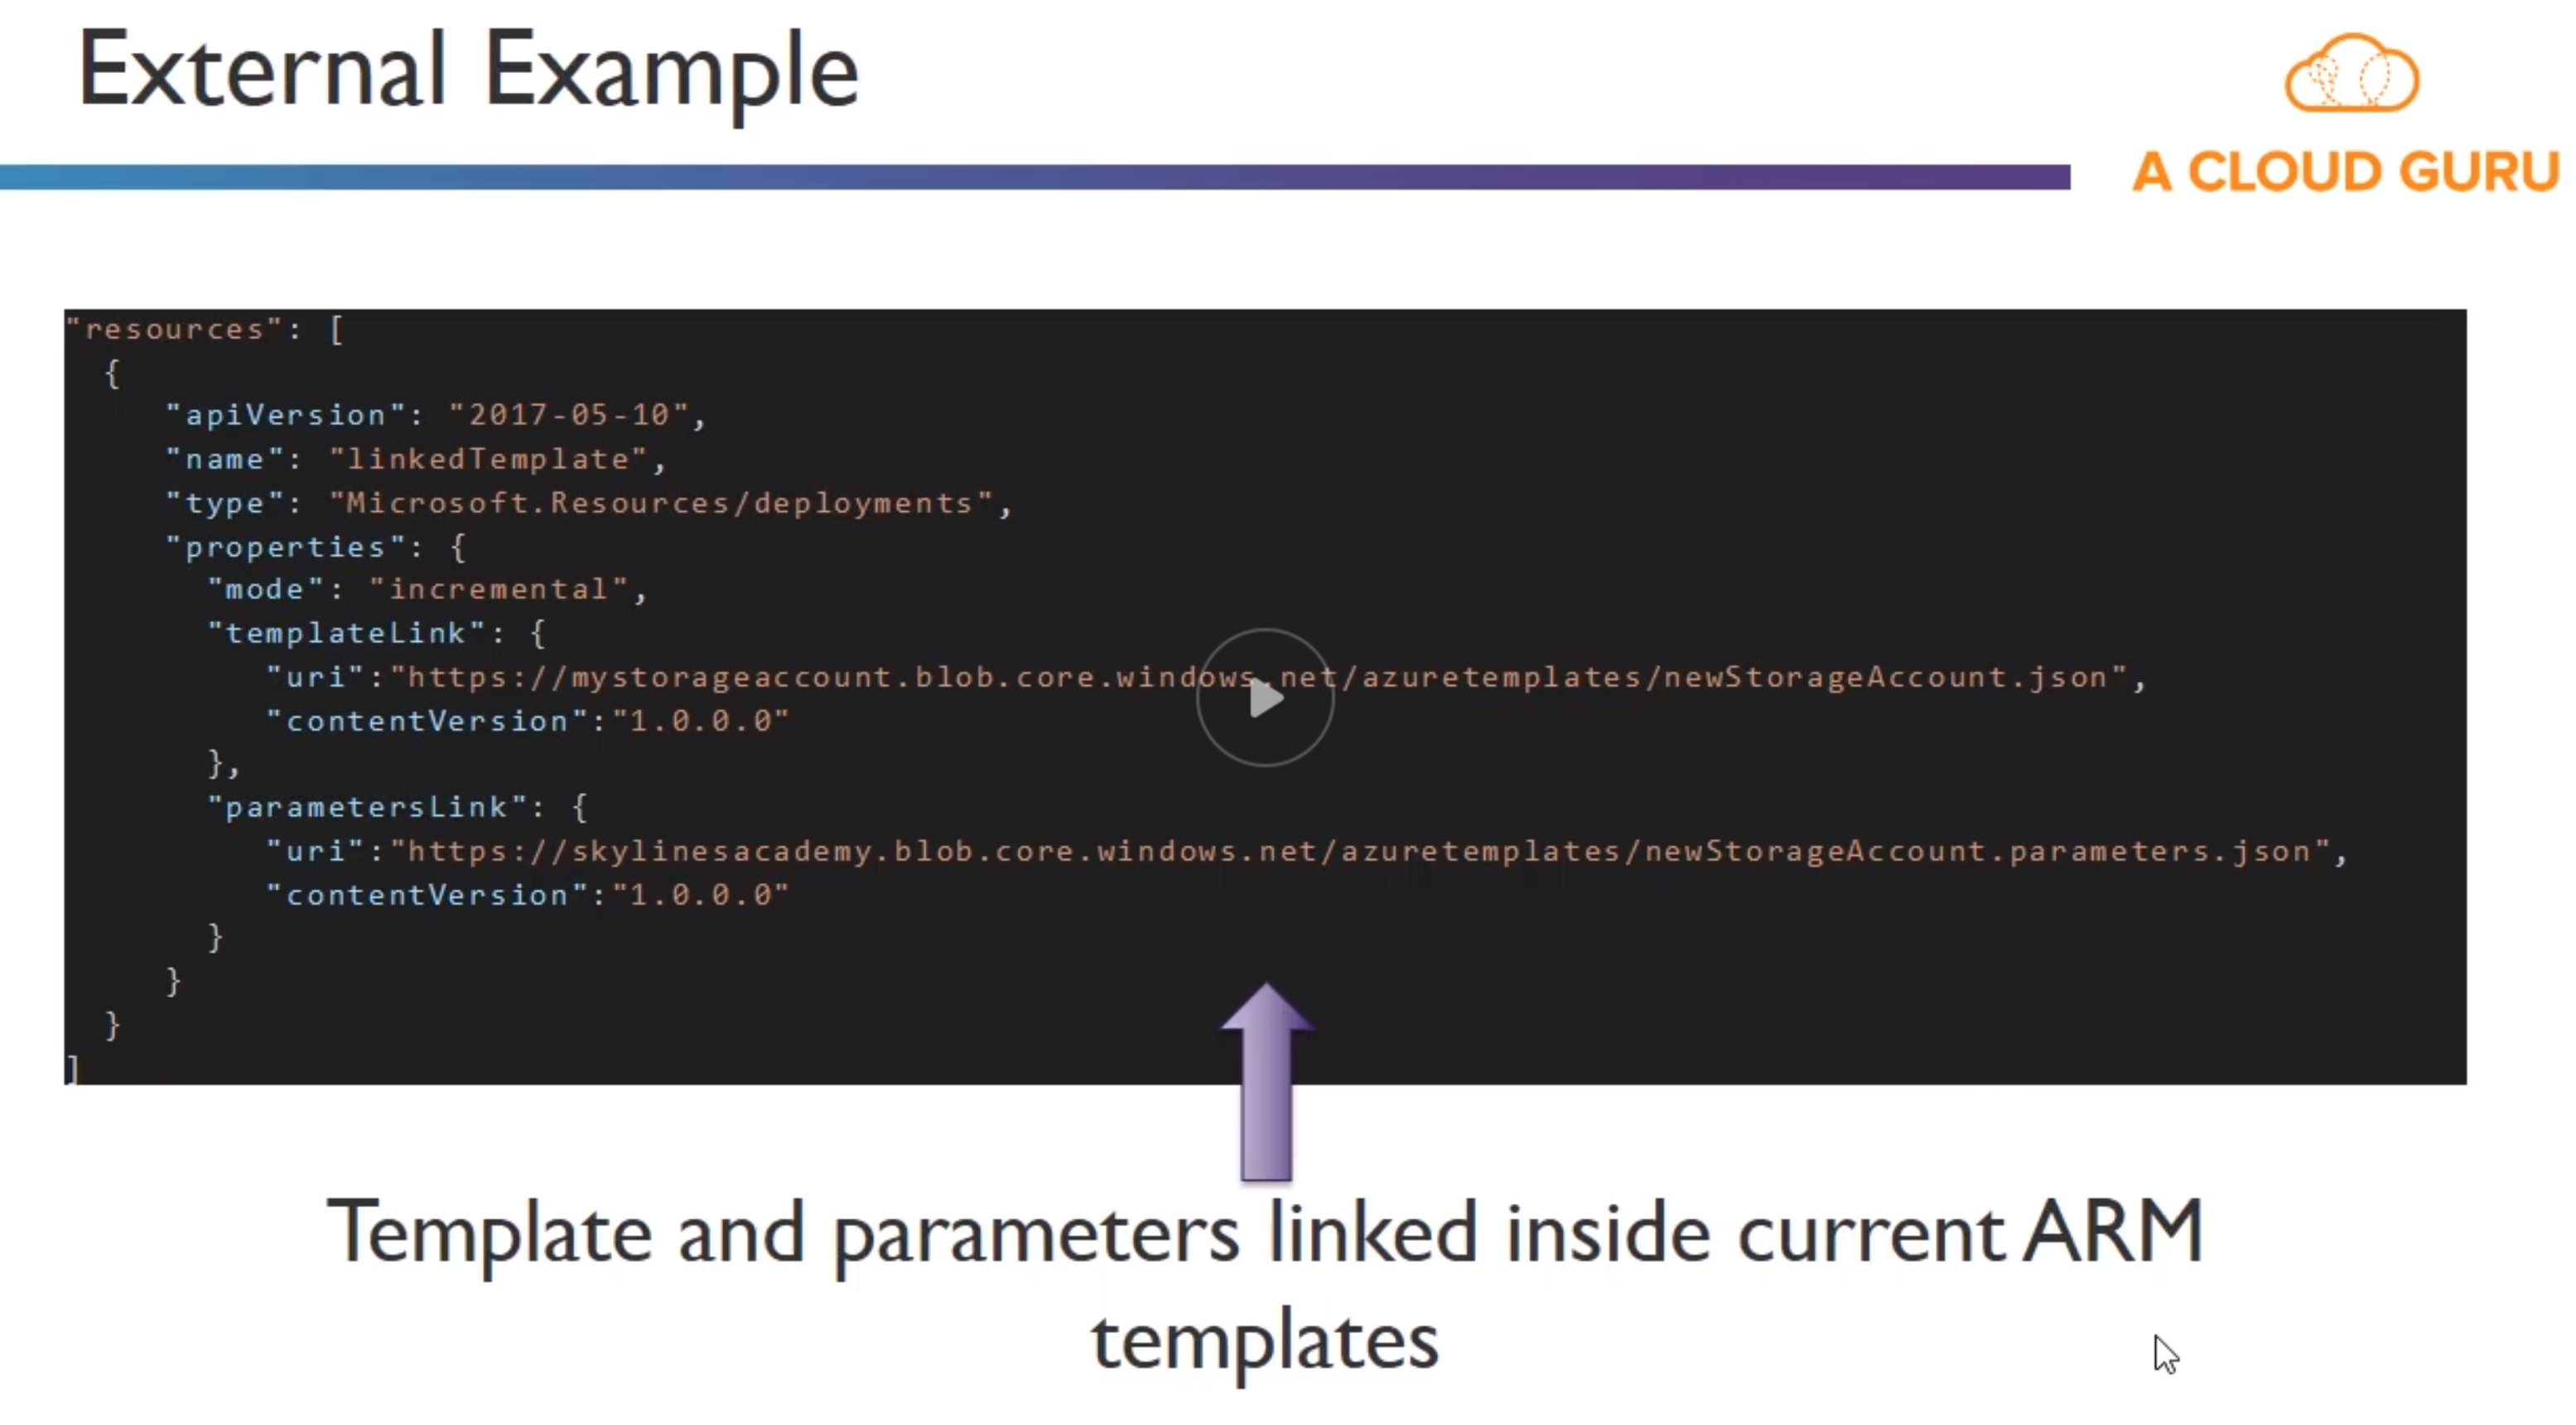 External Example
A CLOUD GURU
"resources": [
{
"apiVersion": "2017-05-10",
"name": "linkedTemplate",
"type": "Microsoft.Resources/deployments",
"properties": {
"mode": "incremental",
"templateLink": {
"uri":"https://mystorageaccount.blob.core.windows.net/azuretemplates/newStorageAccount.json",
"contentVersion":"1.0.0.0"
},
"parametersLink": {
"uri":"https://skylinesacademy.blob.core.windows.net/azuretemplates/newStorageAccount.parameters.json",
"contentVersion":"1.0.0.0"
}
}
}
]
Template and parameters linked inside current ARM
templates